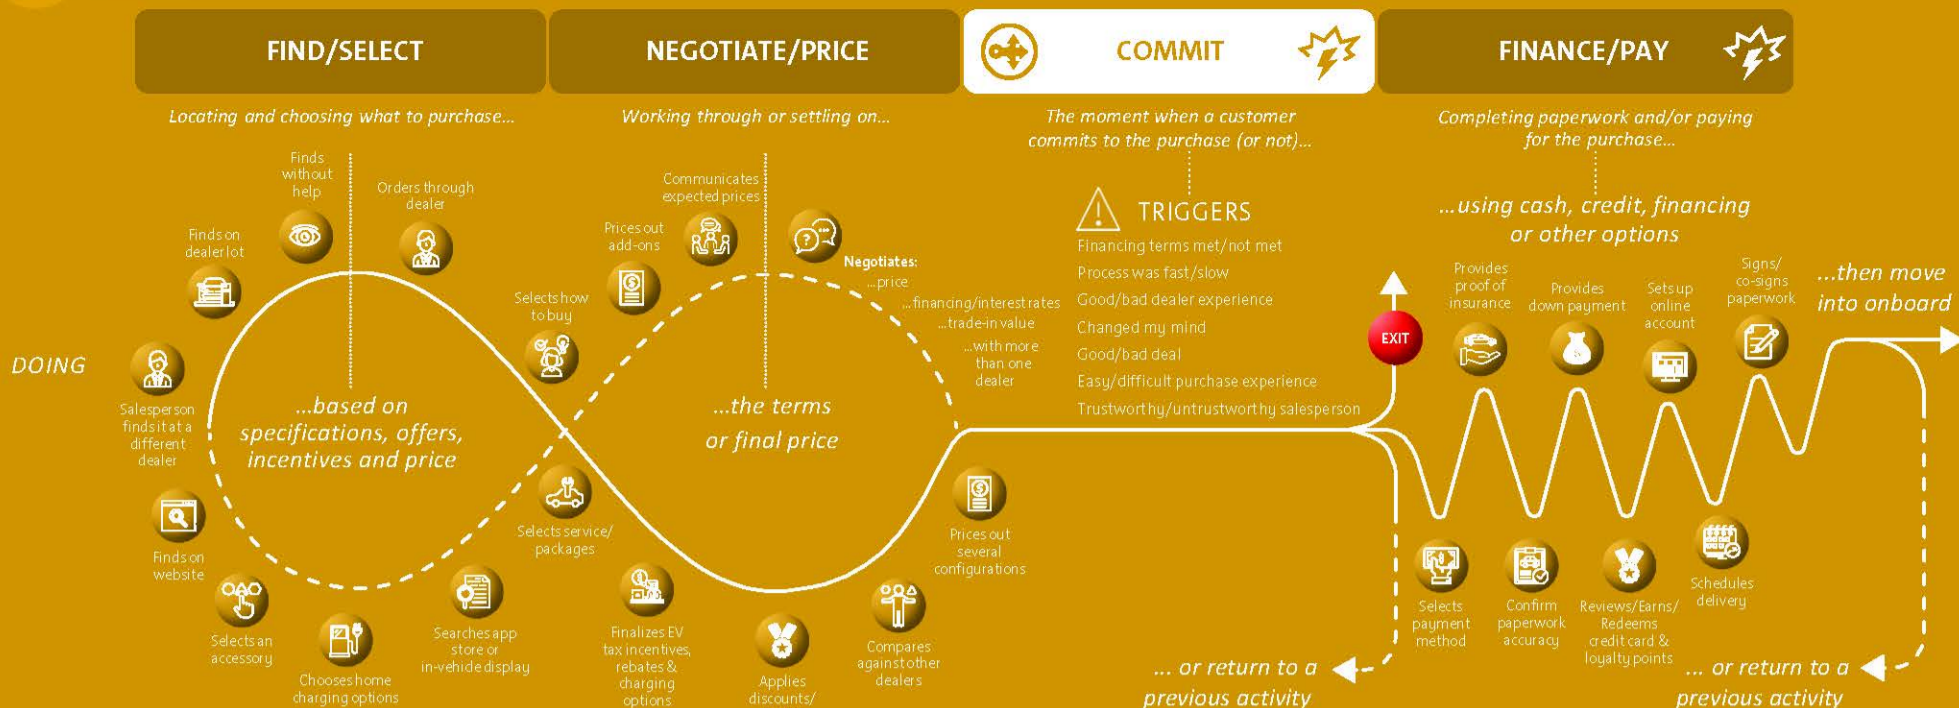 FIND/SELECT
NEGOTIATE/PRICE
COMMIT
FINANCE/PAY
Locating and choosing what to purchase...
Working through or settling on...
The moment when a customer
commits to the purchase (or not)...
Completing paperwork and/or paying
for the purchase...
DOING
Finds
without
help
Orders through
dealer
Finds on
dealer lot
Salesperson
finds it at a
different
dealer
...based on
specifications, offers,
incentives and price
Finds on
website
Selects an
accessory
Chooses home
charging options
Searches app
store or
in-vehicle display
Selects how
to buy
Selects service/
packages
Prices out
add-ons
Communicates
expected prices
Negotiates:
...price
...financing/interest rates
...trade-in value
...with more
than one
dealer
...the terms
or final price
Finalizes EV
tax incentives,
rebates &
charging
options
Applies
discounts/
Compares
against other
dealers
Prices out
several
configurations
TRIGGERS
Financing terms met/not met
Process was fast/slow
Good/bad dealer experience
Changed my mind
Good/bad deal
Easy/difficult purchase experience
Trustworthy/untrustworthy salesperson
EXIT
... or return to a
previous activity
...using cash, credit, financing
or other options
Provides
proof of
insurance
Provides
down payment
Sets up
online
account
Signs/
co-signs
paperwork
...then move
into onboard
Selects
payment
method
Confirm
paperwork
accuracy
Reviews/Earns/
Redeems
credit card &
loyalty points
Schedules
delivery
... or return to a
previous activity